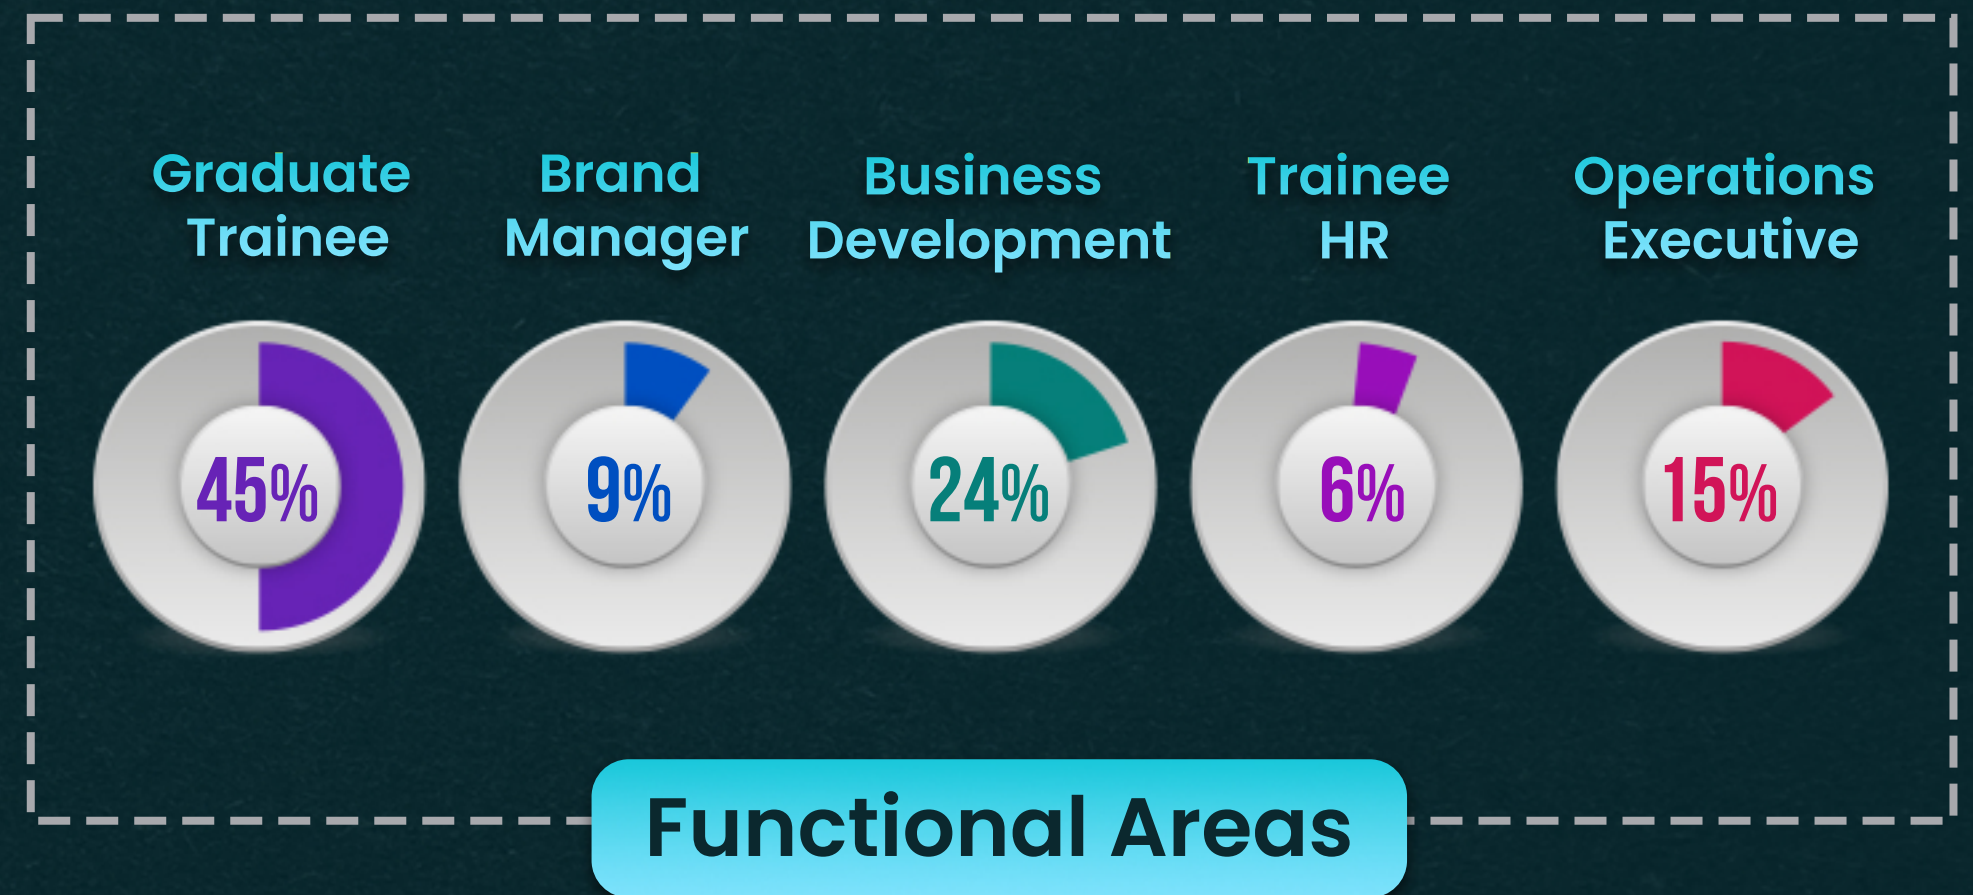 Graduate
Trainee
Brand
Manager
Business
Development
Trainee
HR
Operations
Executive
45%
9%
24%
6%
15%
Functional Areas